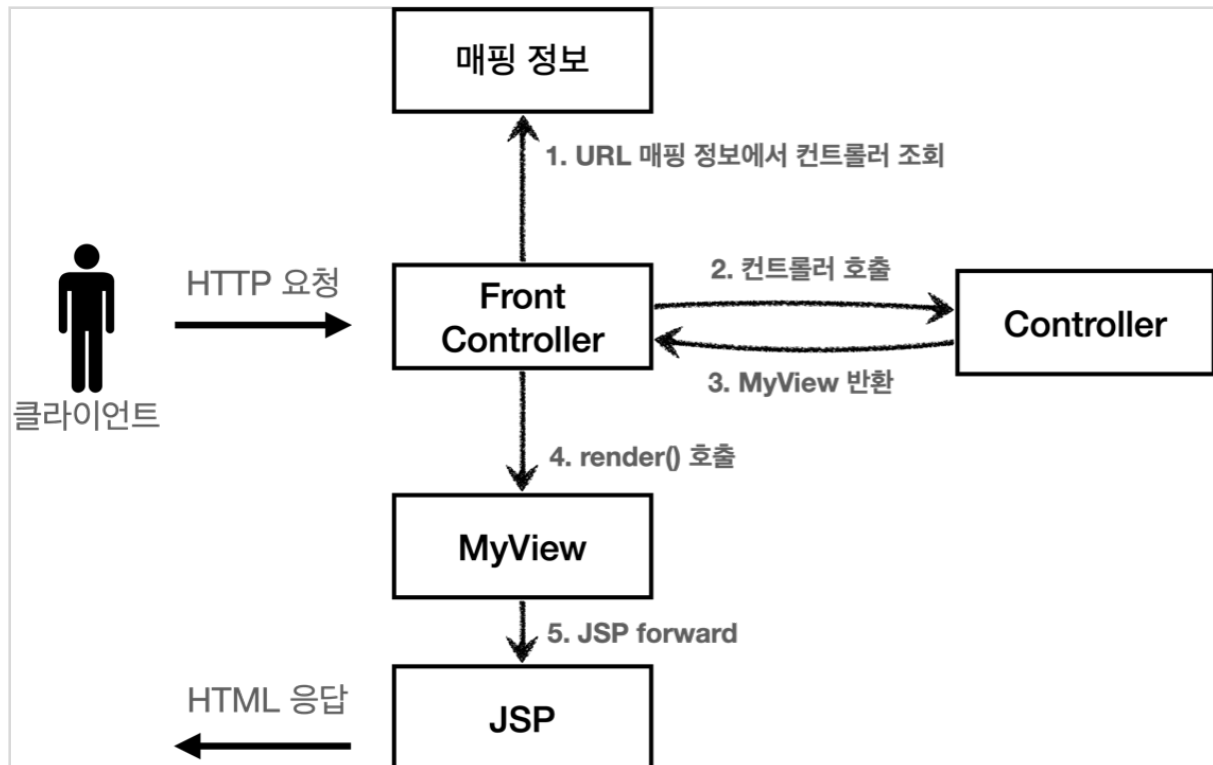 매핑 정보
1. URL 매핑 정보에서 컨트롤러 조회
HTTP 요청
클라이언트
Front
Controller
2. 컨트롤러 호출
Controller
3. MyView 반환
4. render() 호출
MyView
5. JSP forward
JSP
HTML 응답